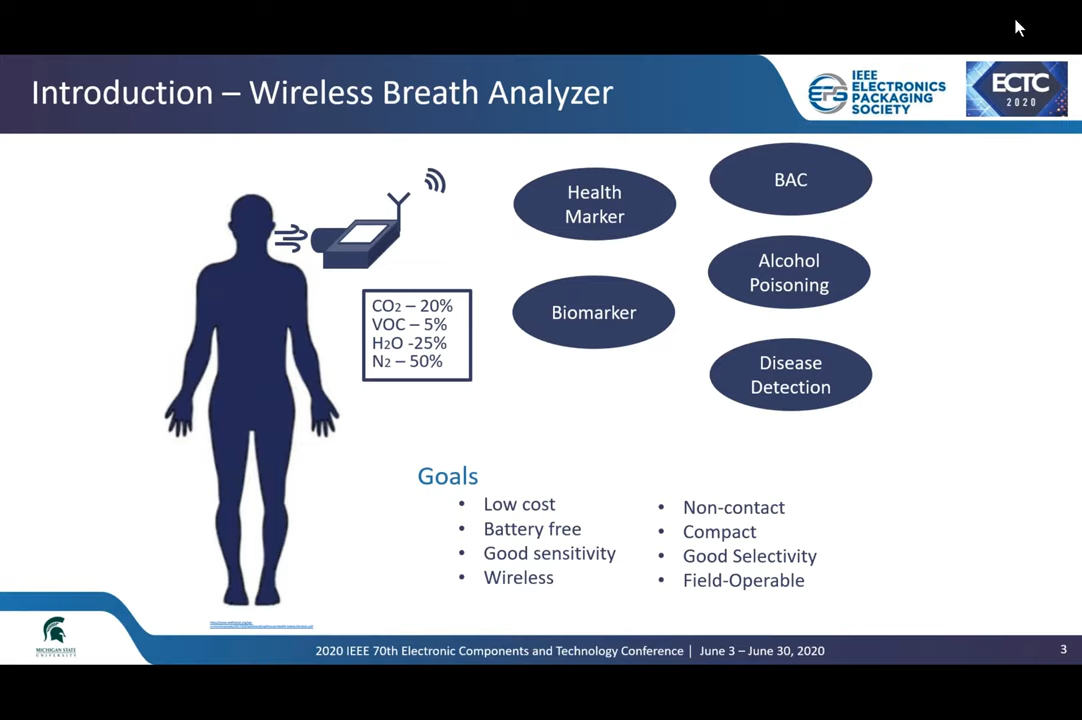 Introduction – Wireless Breath Analyzer
IEEE
ELECTRONICS
PACKAGING
SOCIETY
EPS
ECTC
2020
Health
Marker
BAC
Alcohol
Poisoning
Biomarker
Disease
Detection
CO2 – 20%
VOC – 5%
H2O -25%
N2 – 50%
Goals
• Low cost
• Battery free
• Good sensitivity
• Wireless
• Non-contact
• Compact
• Good Selectivity
• Field-Operable
MICHIGAN STATE
UNIVERSITY
2020 IEEE 70th Electronic Components and Technology Conference | June 3 – June 30, 2020
3